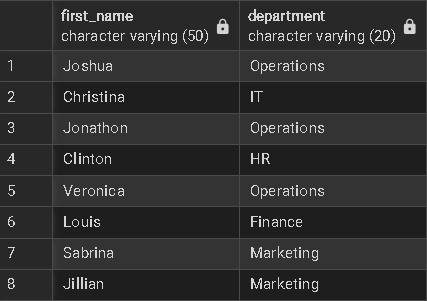 first_name department
character varying (50) character varying (20)
1 Joshua Operations
2 Christina IT
3 Jonathon Operations
4 Clinton HR
5 Veronica Operations
6 Louis Finance
7 Sabrina Marketing
8 Jillian Marketing